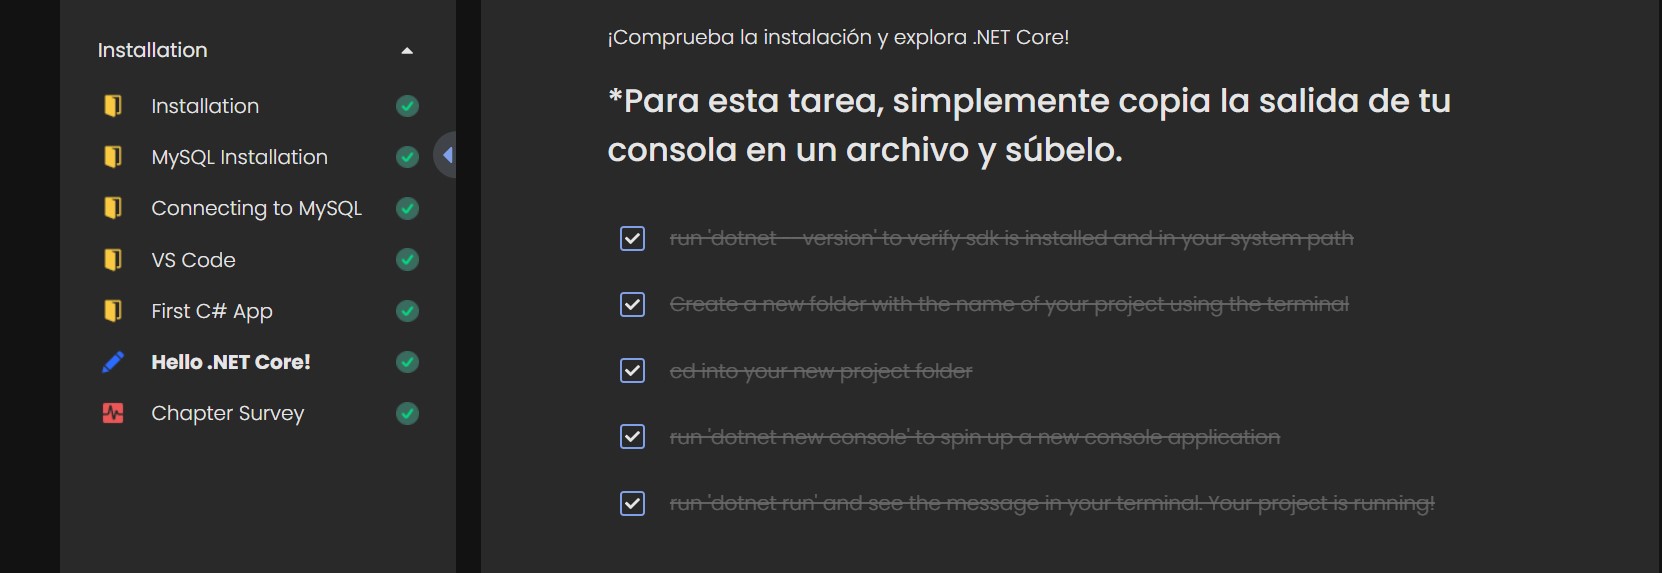 Installation
Installation
MySQL Installation
Connecting to MySQL
VS Code
First C# App
Hello .NET Core!
Chapter Survey
¡Comprueba la instalación y explora .NET Core!
*Para esta tarea, simplemente copia la salida de tu
consola en un archivo y súbelo.
run 'dotnet —version' to verify sdk is installed and in your system path
Create a new folder with the name of your project using the terminal
cd into your new project folder
run 'dotnet new console' to spin up a new console application
run 'dotnet run' and see the message in your terminal. Your project is running!